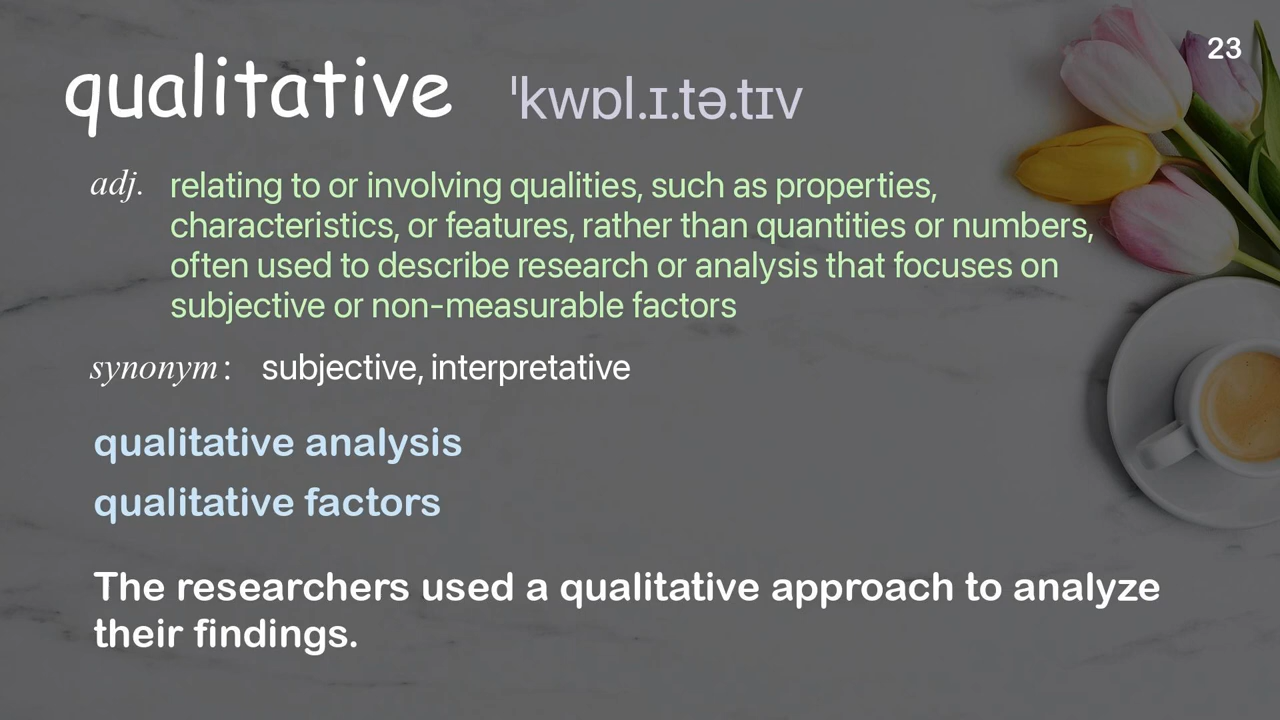 23
qualitative ˈkwɒl.ɪ.tə.tɪv
adj. relating to or involving qualities, such as properties,
characteristics, or features, rather than quantities or numbers,
often used to describe research or analysis that focuses on
subjective or non-measurable factors
synonym: subjective, interpretative
qualitative analysis
qualitative factors
The researchers used a qualitative approach to analyze
their findings.